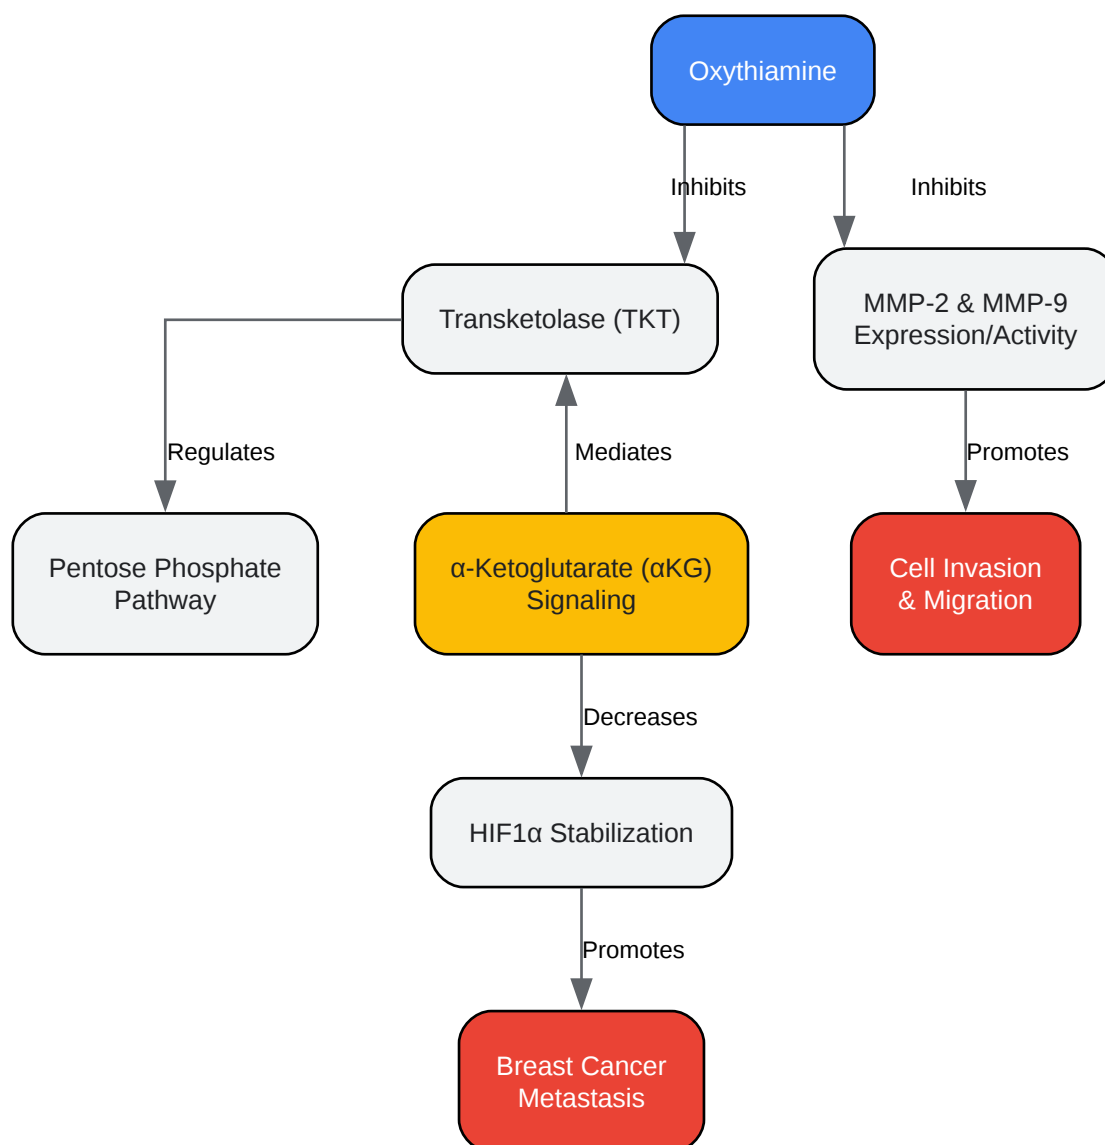 Oxythiamine
Inhibits
Inhibits
Transketolase (TKT)
MMP-2 & MMP-9
Expression/Activity
Regulates
Mediates
Promotes
Pentose Phosphate
Pathway
α-Ketoglutarate (αKG)
Signaling
Cell Invasion
& Migration
Decreases
HIF1α Stabilization
Promotes
Breast Cancer
Metastasis